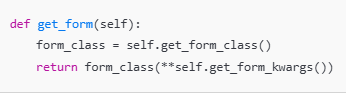 def get_form(self):
    form_class = self.get_form_class()
    return form_class(**self.get_form_kwargs())